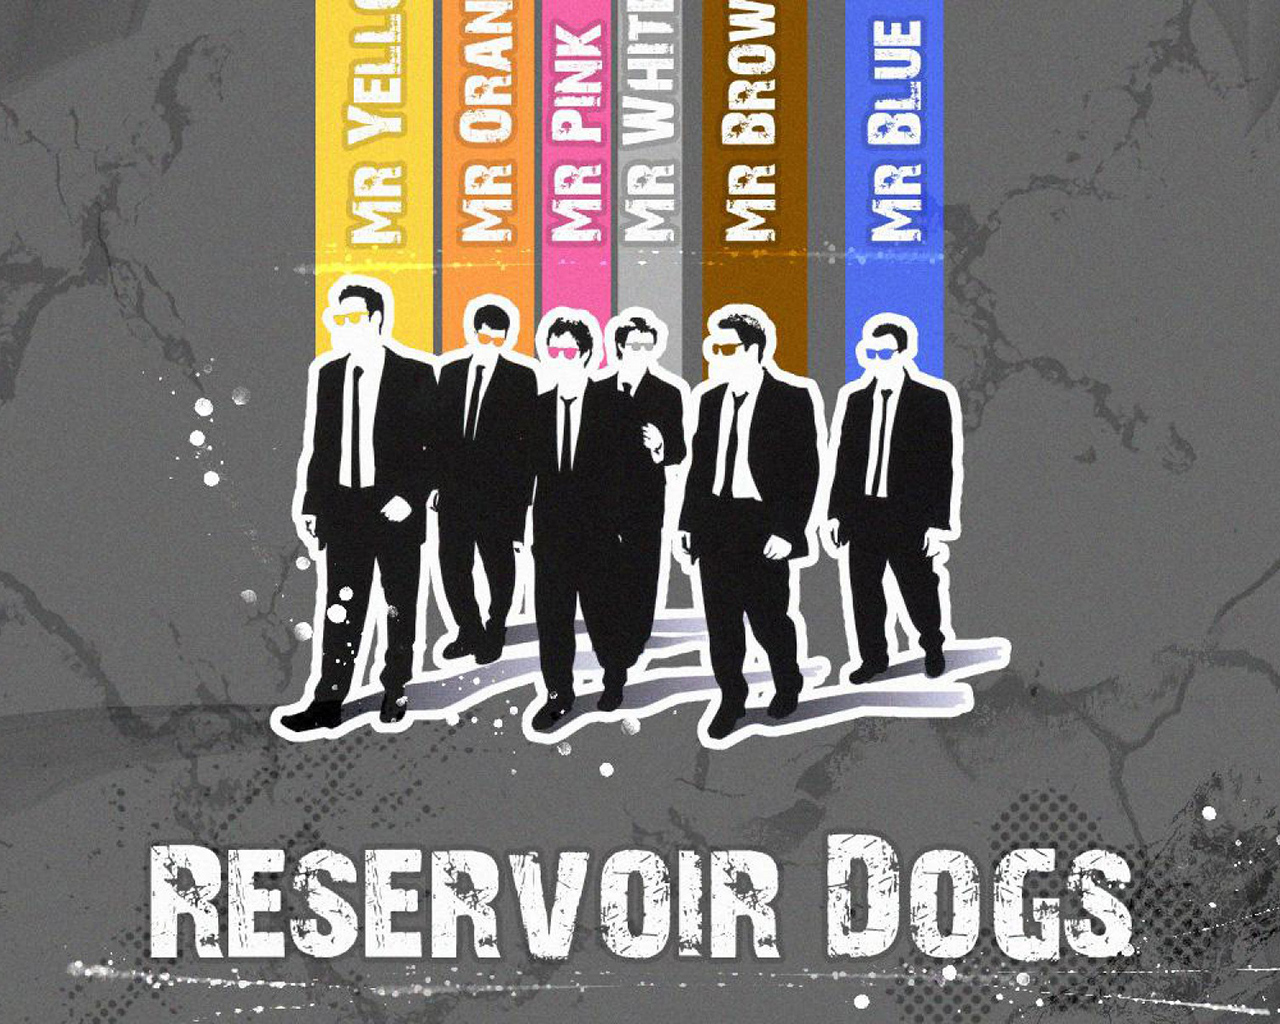 MR YELLO
MR ORAN
MR PINK
MR WHITE
MR BROW
MR BLUE
RESERVOIR DOGS